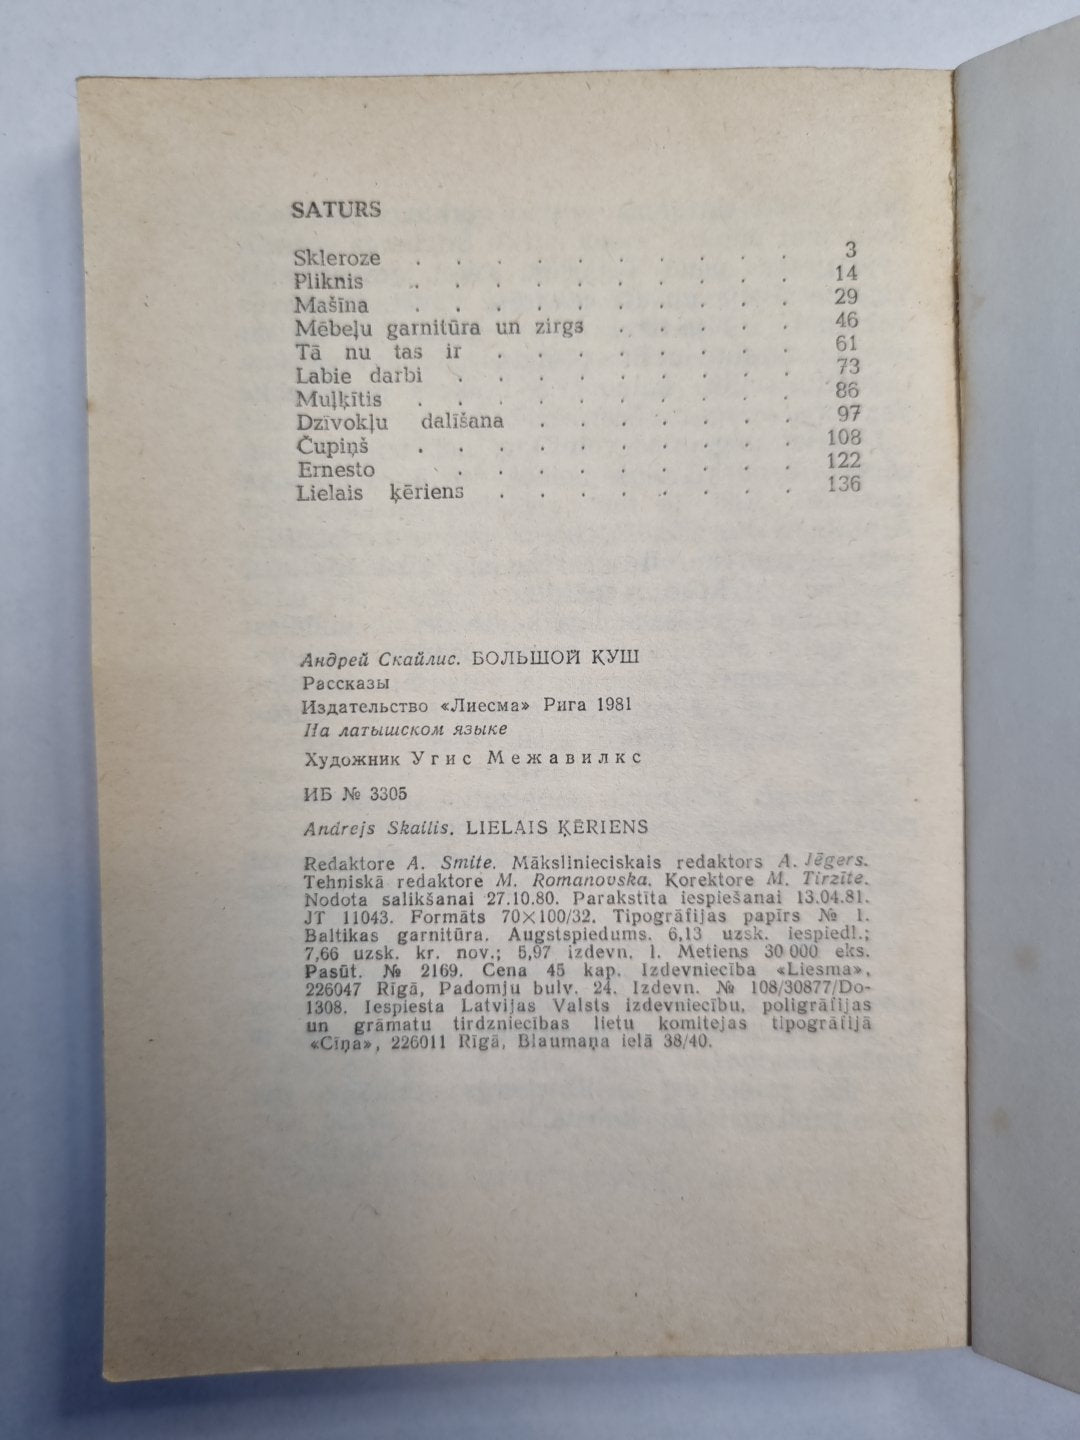 SATURS
Skleroze . . . . . . . . . . 3
Pliknis . . . . . . . . . . 14
Mašīna . . . . . . . . . . 29
Mēbeļu garnitūra un zirgs . . . . . 46
Tā nu tas ir . . . . . . . . 61
Labie darbi . . . . . . . . . 73
Muļķītis . . . . . . . . . . 86
Dzīvokļu dalīšana . . . . . . . 97
Čupiņš . . . . . . . . . . 108
Ernesto . . . . . . . . . 122
Lielais ķēriens . . . . . . . . 136
Андрей Скайлис. БОЛЬШОЙ КУШ
Рассказы
Издательство «Лиесма» Рига 1981
На латышском языке
Художник Угис Межавилкс
ИБ № 3305
Andrejs Skailis. LIELAIS ĶĒRIENS
Redaktore A. Smite. Mākslinieciskais redaktors A. Jēgers.
Tehniskā redaktore M. Romanovska. Korektore M. Tirzīte.
Nodota salikšanai 27.10.80. Parakstīta iespiešanai 13.04.81.
JT 11043. Formāts 70×100/32. Tipogrāfijas papīrs № 1.
Baltikas garnitūra. Augstspiedums. 6,13 uzsk. iespiedl.;
7,66 uzsk. kr. nov.; 5,97 izdevn. l. Metiens 30 000 eks.
Pasūt. № 2169. Cena 45 kap. Izdevniecība «Liesma»,
226047 Rīgā, Padomju bulv. 24. Izdevn. № 108/30877/Do-
1308. Iespiesta Latvijas Valsts izdevniecību, poligrāfijas
un grāmatu tirdzniecības lietu komitejas tipogrāfijā
«Cīņa», 226011 Rīgā, Blaumaņa ielā 38/40.